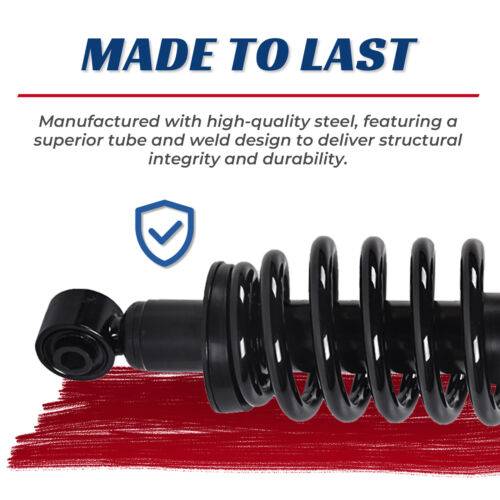 MADE TO LAST
Manufactured with high-quality steel, featuring a
superior tube and weld design to deliver structural
integrity and durability.